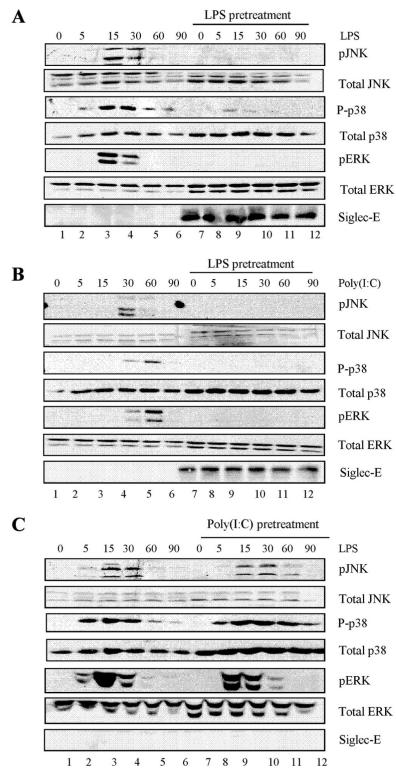 A
LPS pretreatment
0 5 15 30 60 90 0 5 15 30 60 90 LPS
pJNK
Total JNK
P-p38
Total p38
pERK
Total ERK
Siglec-E
1 2 3 4 5 6 7 8 9 10 11 12
B
LPS pretreatment
0 5 15 30 60 90 0 5 15 30 60 90 Poly(I:C)
pJNK
Total JNK
P-p38
Total p38
pERK
Total ERK
Siglec-E
1 2 3 4 5 6 7 8 9 10 11 12
C
Poly(I:C) pretreatment
0 5 15 30 60 90 0 5 15 30 60 90 LPS
pJNK
Total JNK
P-p38
Total p38
pERK
Total ERK
Siglec-E
1 2 3 4 5 6 7 8 9 10 11 12